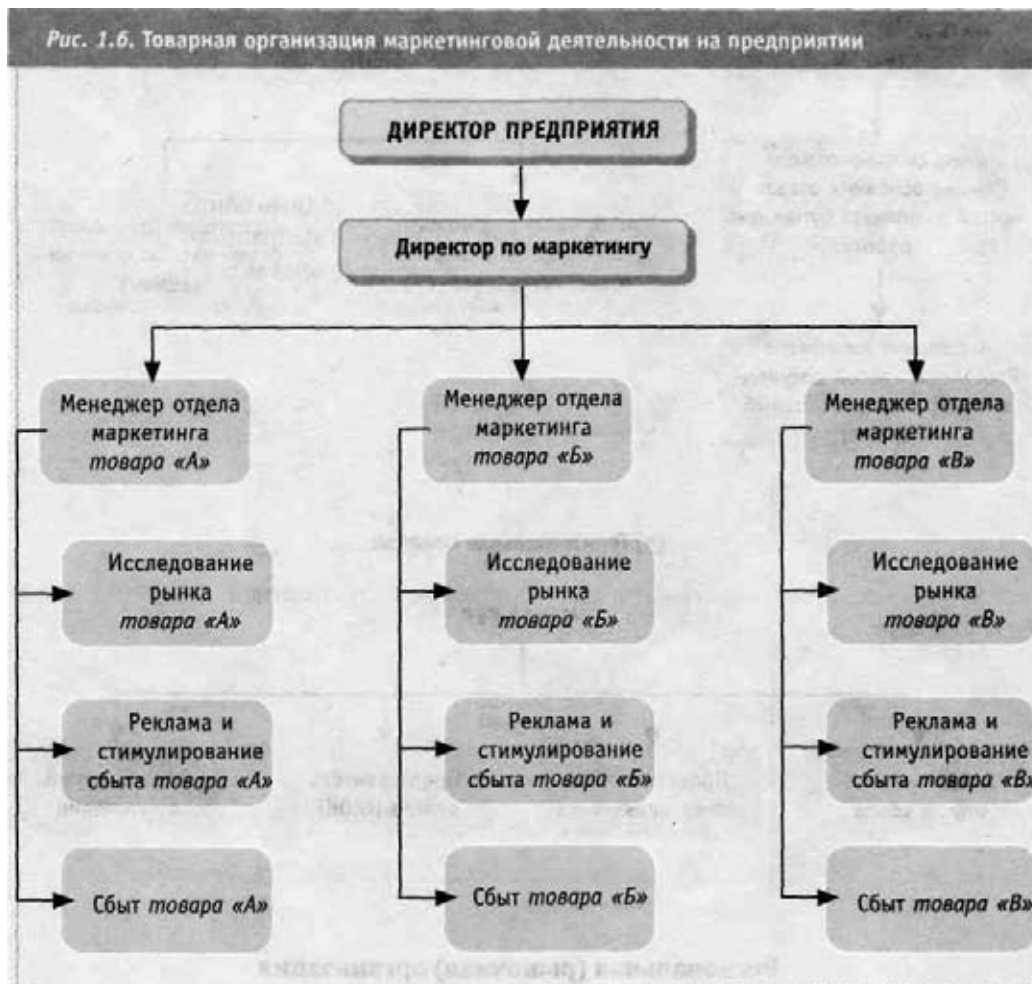 Рис. 1.6. Товарная организация маркетинговой деятельности на предприятии
ДИРЕКТОР ПРЕДПРИЯТИЯ
Директор по маркетингу
Менеджер отдела
маркетинга
товара «А»
Менеджер отдела
маркетинга
товара «Б»
Менеджер отдела
маркетинга
товара «В»
Исследование
рынка
товара «А»
Исследование
рынка
товара «Б»
Исследование
рынка
товара «В»
Реклама и
стимулирование
сбыта товара «А»
Реклама и
стимулирование
сбыта товара «Б»
Реклама и
стимулирование
сбыта товара «В»
Сбыт товара «А»
Сбыт товара «Б»
Сбыт товара «В»